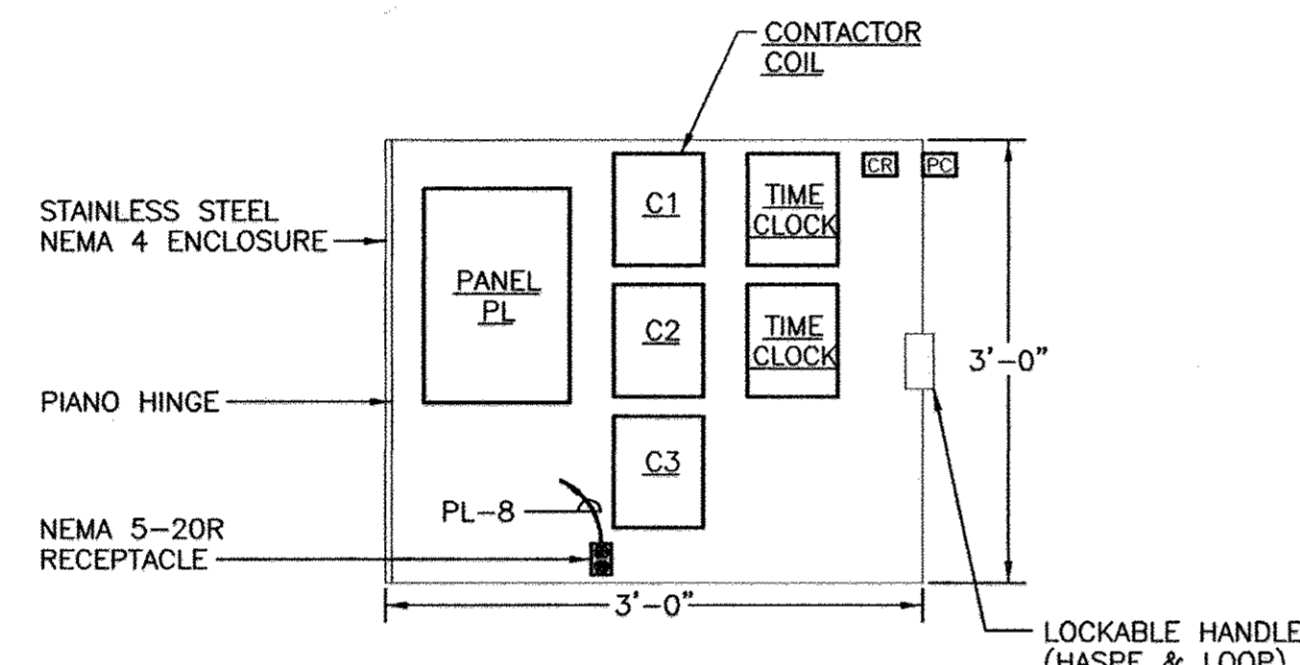 CONTACTOR
COIL
STAINLESS STEEL
NEMA 4 ENCLOSURE
PANEL
PL
C1
TIME
CLOCK
CR
PC
C2
TIME
CLOCK
3'-0"
PIANO HINGE
C3
PL-8
NEMA 5-20R
RECEPTACLE
3'-0"
LOCKABLE HANDLE
(HASPE & LOOP)